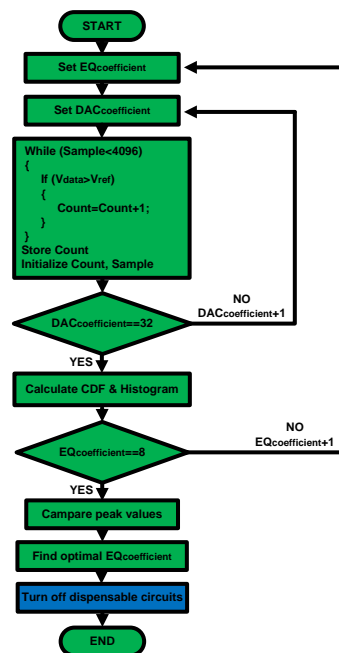 START
Set EQcoefficient
Set DACcoefficient
While (Sample<4096)
{
If (Vdata>Vref)
{
Count=Count+1;
}
}
Store Count
Initialize Count, Sample
NO
DACcoefficient+1
DACcoefficient==32
YES
Calculate CDF & Histogram
NO
EQcoefficient+1
EQcoefficient==8
YES
Campare peak values
Find optimal EQcoefficient
Turn off dispensable circuits
END